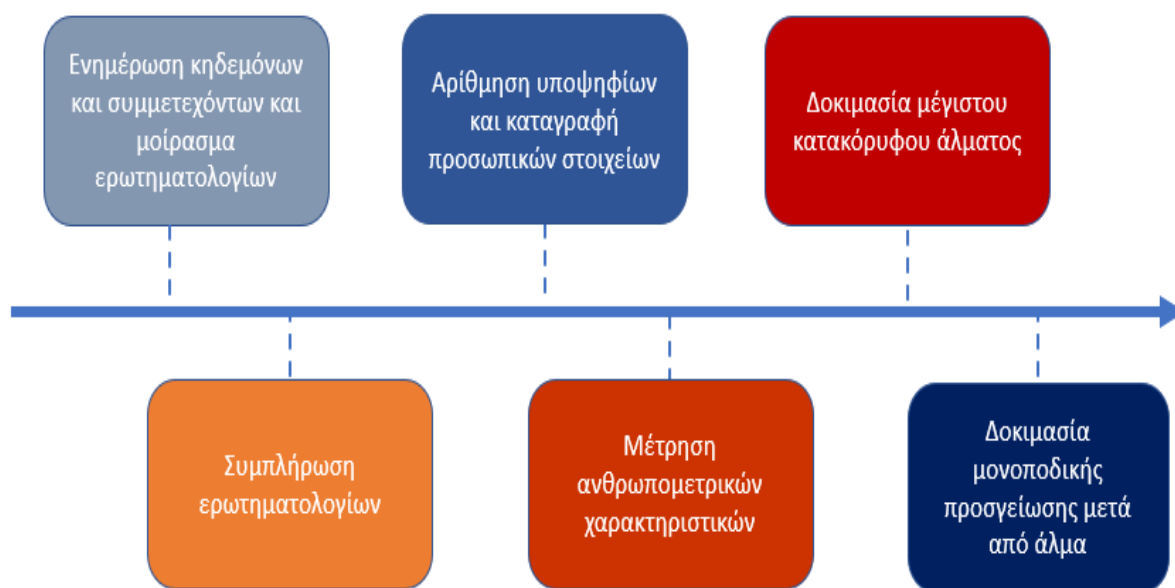 Ενημέρωση κηδεμόνων
και συμμετεχόντων και
μοίρασμα
ερωτηματολογίων
Συμπλήρωση
ερωτηματολογίων
Αρίθμηση υποψηφίων
και καταγραφή
προσωπικών στοιχείων
Μέτρηση
ανθρωπομετρικών
χαρακτηριστικών
Δοκιμασία μέγιστου
κατακόρυφου άλματος
Δοκιμασία
μονοποδικής
προσγείωσης μετά
από άλμα